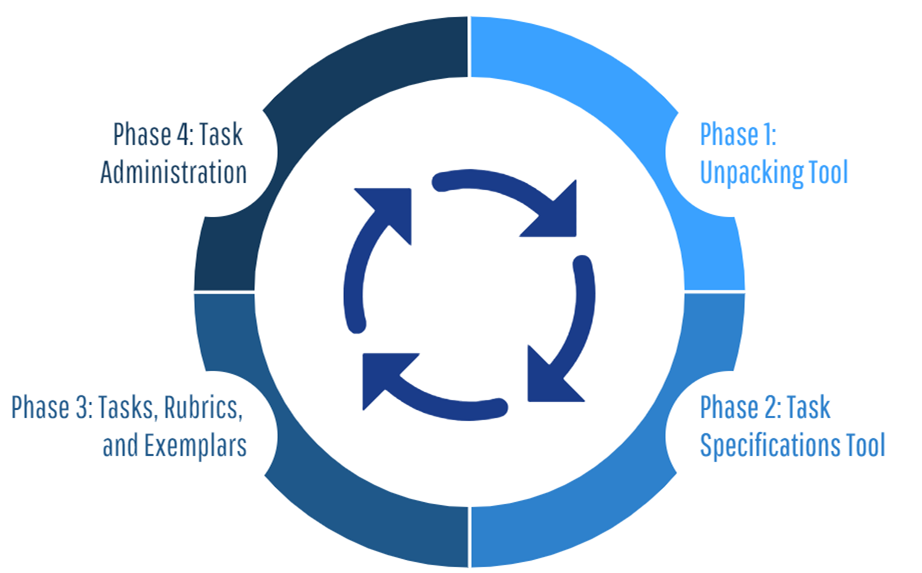 Phase 1:
Unpacking Tool
Phase 2: Task
Specifications Tool
Phase 3: Tasks, Rubrics,
and Exemplars
Phase 4: Task
Administration